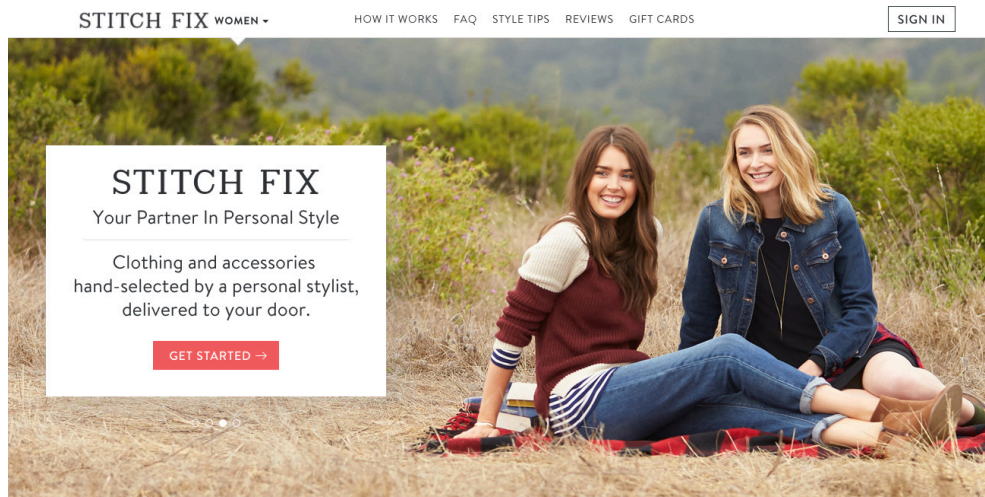 STITCH FIX WOMEN
HOW IT WORKS FAQ STYLE TIPS REVIEWS GIFT CARDS
SIGN IN
STITCH FIX
Your Partner In Personal Style
Clothing and accessories
hand-selected by a personal stylist,
delivered to your door.
GET STARTED →